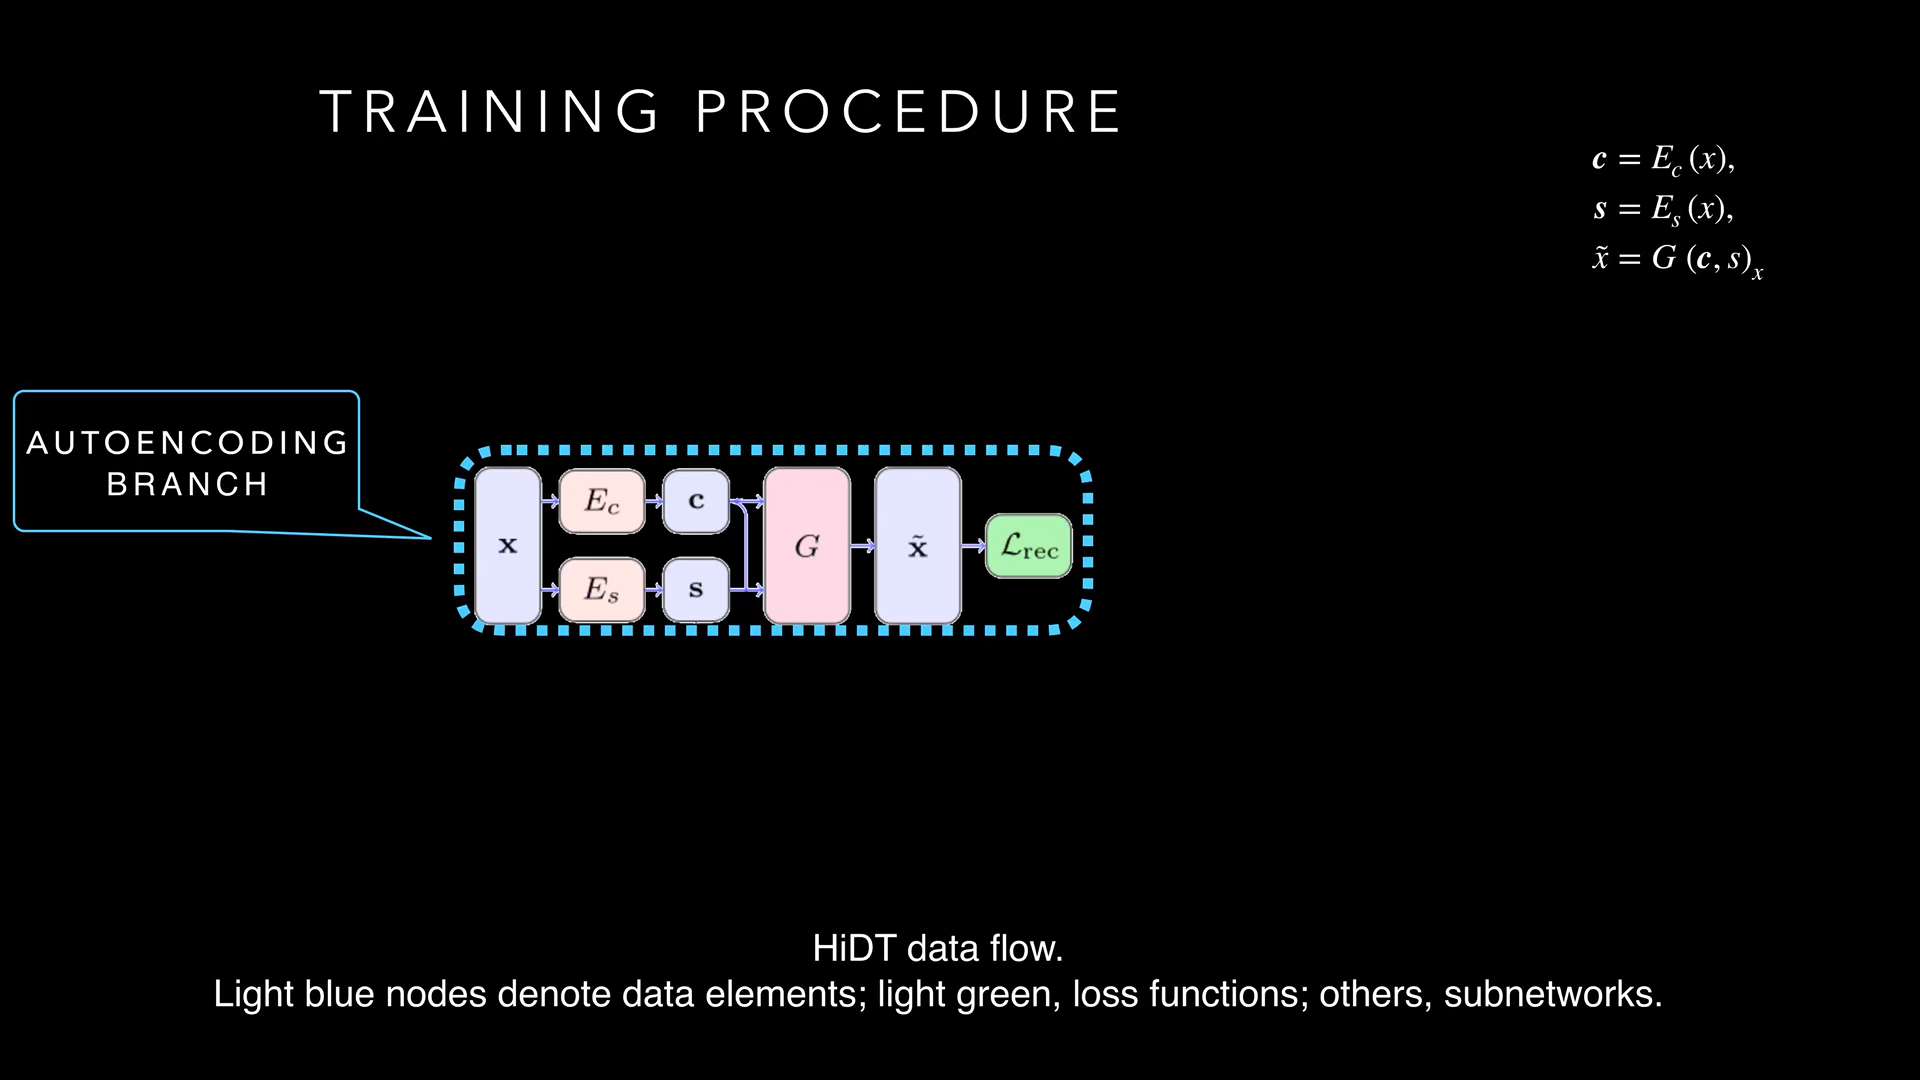 TRAINING PROCEDURE
c = E_c (x),
s = E_s (x),
x̃ = G (c, s)_x
AUTOENCODING
BRANCH
x
E_c
c
E_s
s
G
x̃
ℒ_rec
HiDT data flow.
Light blue nodes denote data elements; light green, loss functions; others, subnetworks.